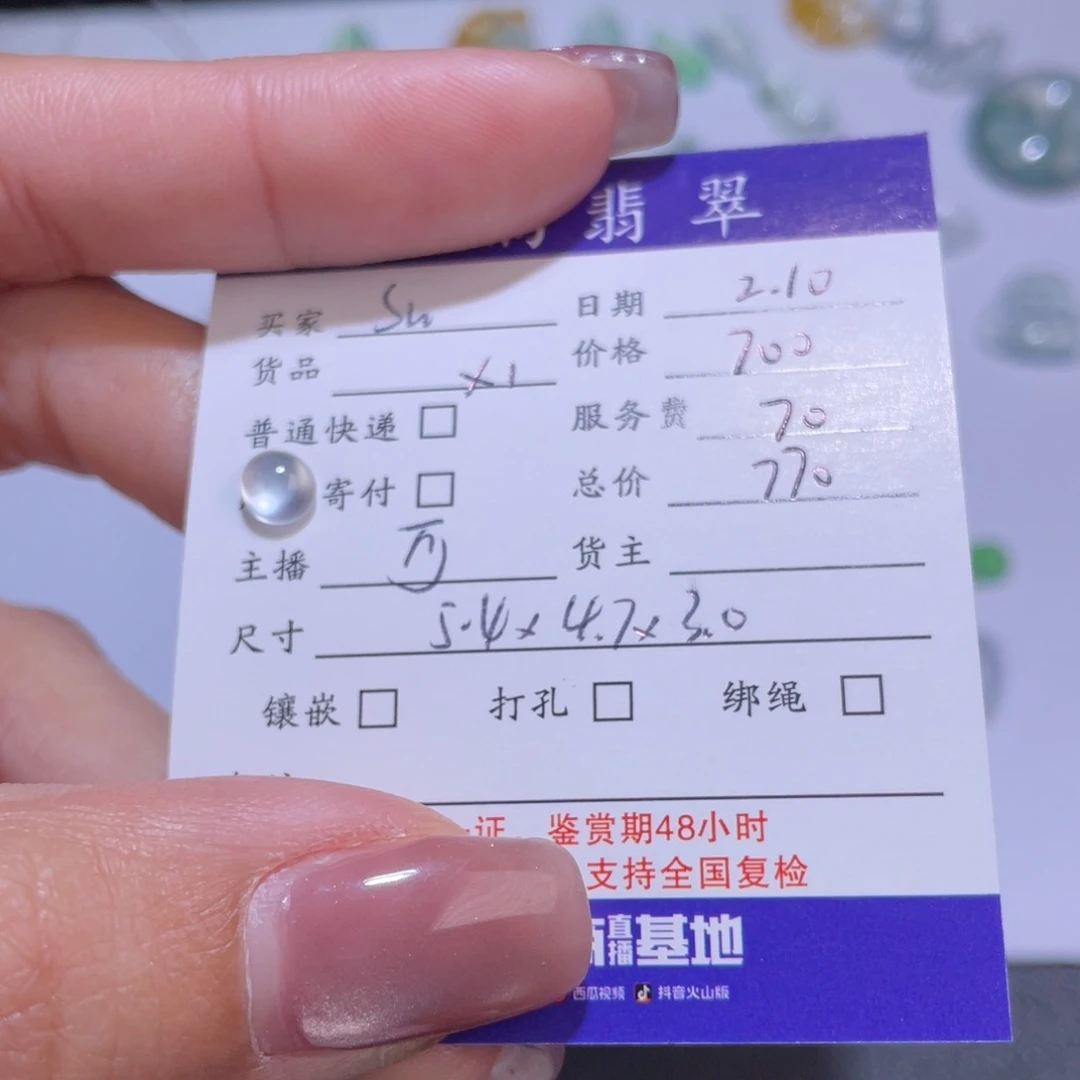 翡翠
买家 Su 日期 2.10
货品 x1 价格 700
普通快递 □ 服务费 70
寄付 □ 总价 770
主播 万 货主
尺寸 5.4x4.7x3.0
镶嵌 □ 打孔 □ 绑绳 □
证 鉴赏期48小时
支持全国复检
直播基地
西瓜视频 抖音火山版